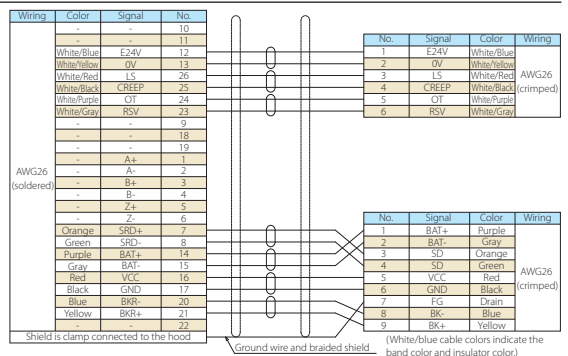 Wiring Color Signal No.
- - 10
- - 11
White/Blue E24V 12
White/Yellow 0V 13
White/Red LS 26
White/Black CREEP 25
White/Purple OT 24
White/Gray RSV 23
- - 9
- - 18
- - 19
- A+ 1
AWG26 (soldered)
- A- 2
- B+ 3
- B- 4
- Z+ 5
- Z- 6
Orange SRD+ 7
Green SRD- 8
Purple BAT+ 14
Gray BAT- 15
Red VCC 16
Black GND 17
Blue BKR- 20
Yellow BKR+ 21
- - 22
Shield is clamp connected to the hood
No. Signal Color Wiring
1 E24V White/Blue
2 0V White/Yellow
3 LS White/Red
4 CREEP White/Black
5 OT White/Purple
6 RSV White/Gray
AWG26 (crimped)
No. Signal Color Wiring
1 BAT+ Purple
2 BAT- Gray
3 SD Orange
4 SD Green
5 VCC Red
6 GND Black
7 FG Drain
8 BK- Blue
9 BK+ Yellow
AWG26 (crimped)
Ground wire and braided shield
(White/blue cable colors indicate the
band color and insulator color.)